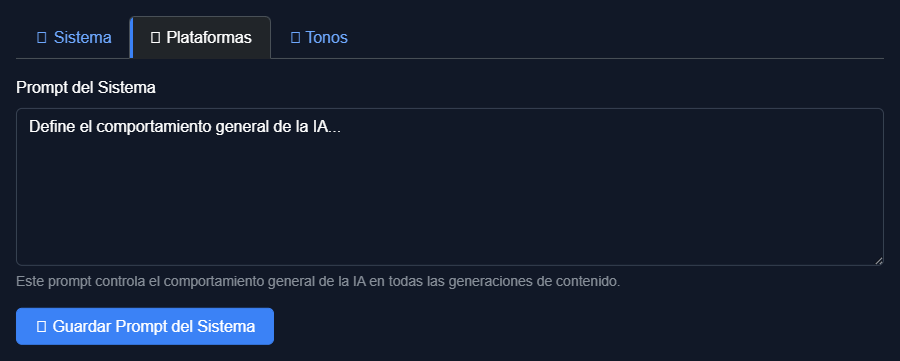 Sistema
Plataformas
Tonos
Prompt del Sistema
Define el comportamiento general de la IA...
Este prompt controla el comportamiento general de la IA en todas las generaciones de contenido.
Guardar Prompt del Sistema